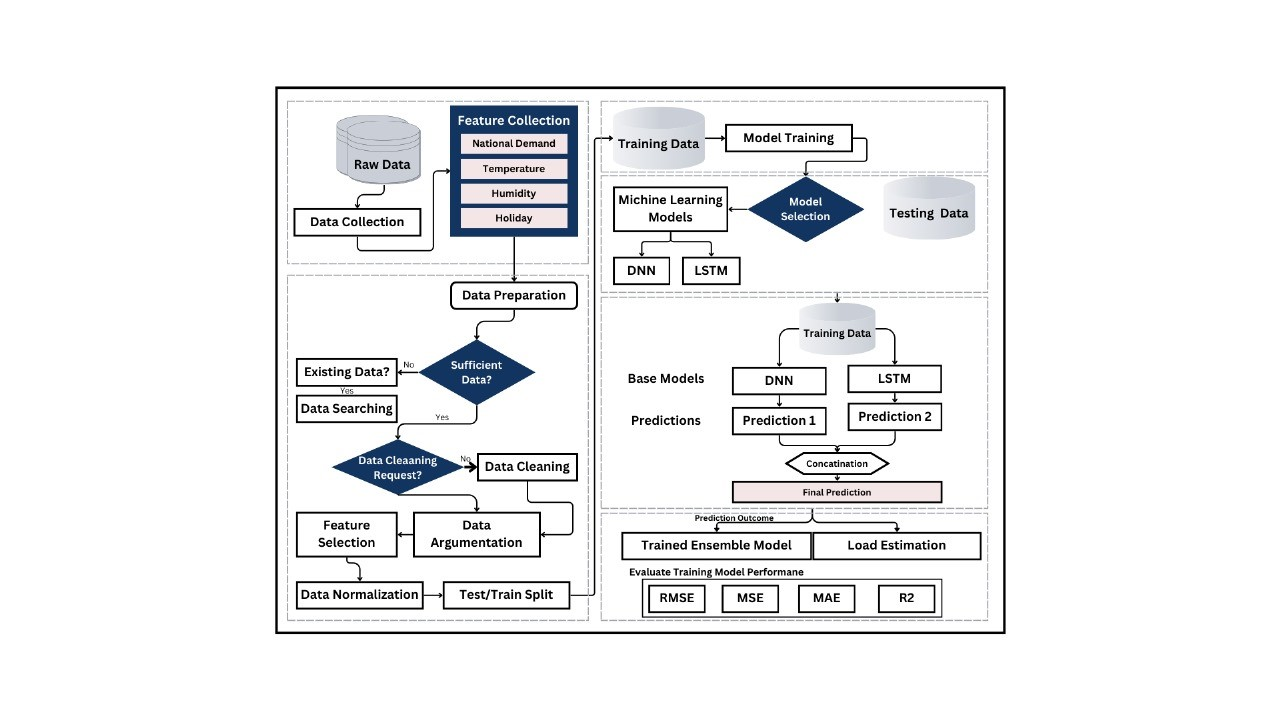 Raw Data
Data Collection
Feature Collection
National Demand
Temperature
Humidity
Holiday
Data Preparation
Sufficient
Data?
No
Existing Data?
Yes
Data Searching
Yes
Data Cleaaning
Request?
No
Data Cleaning
Feature
Selection
Data
Argumentation
Data Normalization
Test/Train Split
Training Data
Model Training
Model
Selection
Michine Learning
Models
Testing Data
DNN
LSTM
Training Data
Base Models
DNN
LSTM
Predictions
Prediction 1
Prediction 2
Concatination
Final Prediction
Prediction Outcome
Trained Ensemble Model
Load Estimation
Evaluate Training Model Performane
RMSE
MSE
MAE
R2